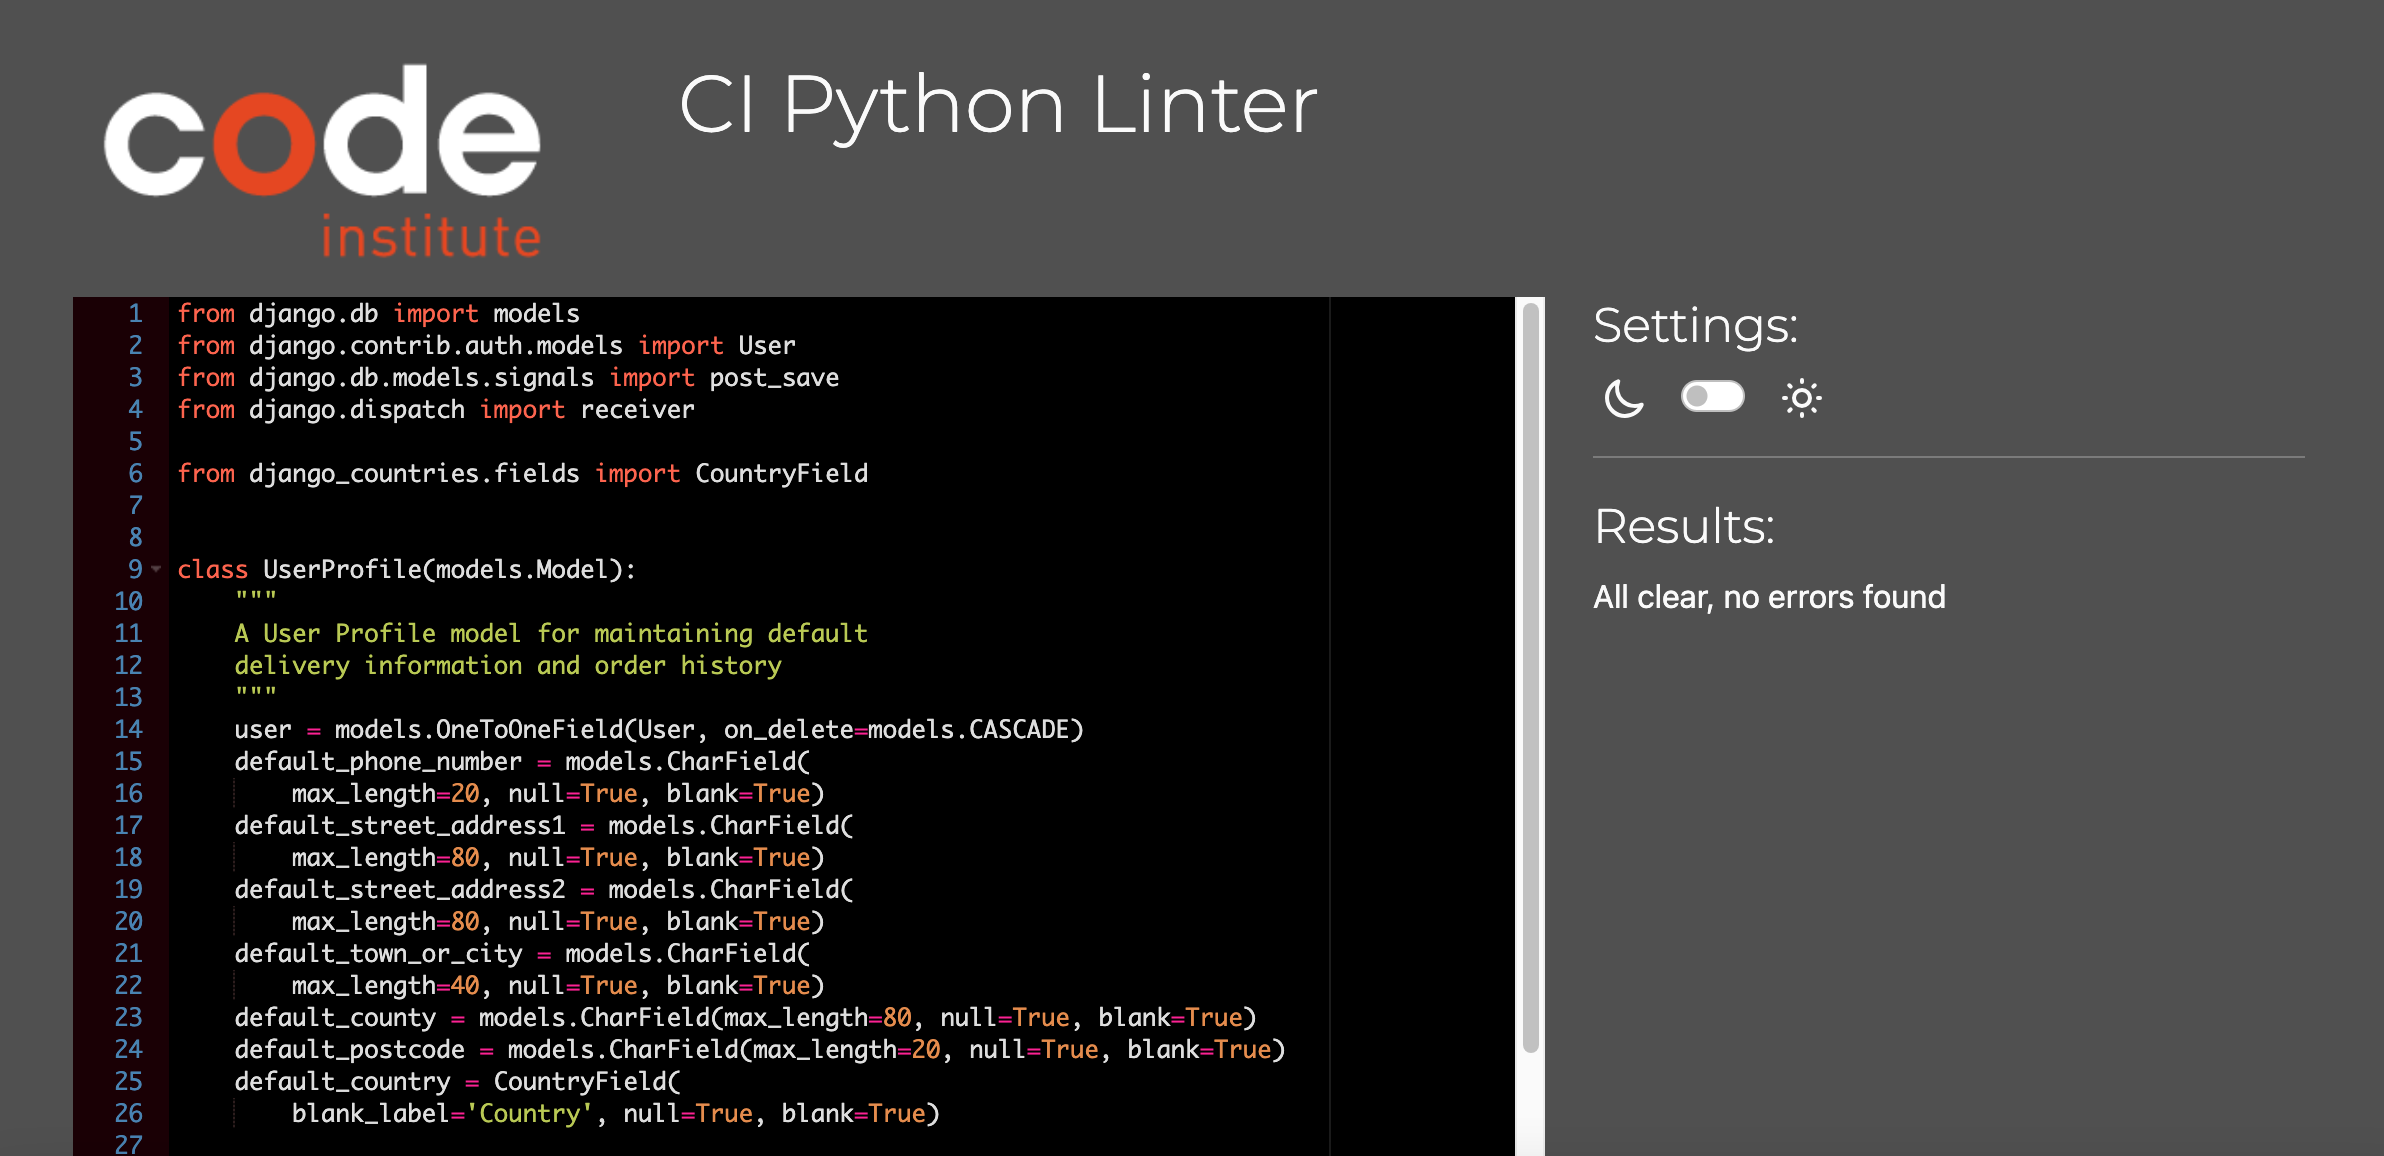 code
institute
CI Python Linter
1 from django.db import models
2 from django.contrib.auth.models import User
3 from django.db.models.signals import post_save
4 from django.dispatch import receiver
5
6 from django_countries.fields import CountryField
7
8
9 class UserProfile(models.Model):
10     """
11     A User Profile model for maintaining default
12     delivery information and order history
13     """
14     user = models.OneToOneField(User, on_delete=models.CASCADE)
15     default_phone_number = models.CharField(
16         max_length=20, null=True, blank=True)
17     default_street_address1 = models.CharField(
18         max_length=80, null=True, blank=True)
19     default_street_address2 = models.CharField(
20         max_length=80, null=True, blank=True)
21     default_town_or_city = models.CharField(
22         max_length=40, null=True, blank=True)
23     default_county = models.CharField(max_length=80, null=True, blank=True)
24     default_postcode = models.CharField(max_length=20, null=True, blank=True)
25     default_country = CountryField(
26         blank_label='Country', null=True, blank=True)
27
Settings:
Results:
All clear, no errors found